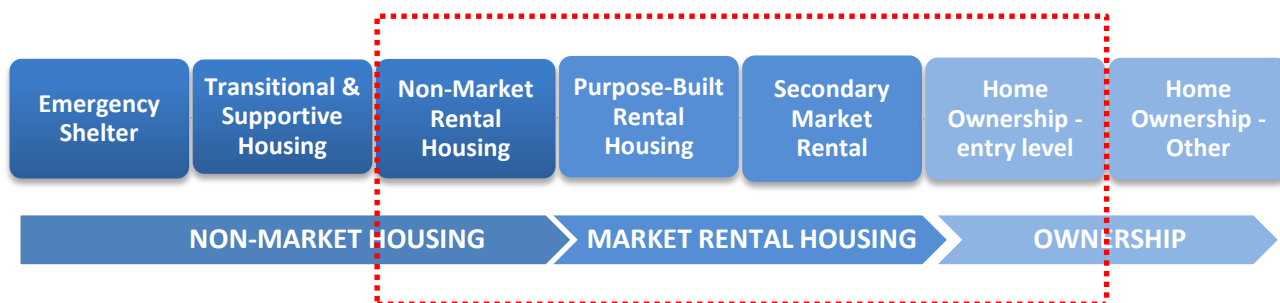 Emergency
Shelter
Transitional &
Supportive
Housing
Non-Market
Rental
Housing
Purpose-Built
Rental
Housing
Secondary
Market
Rental
Home
Ownership -
entry level
Home
Ownership -
Other
NON-MARKET HOUSING
MARKET RENTAL HOUSING
OWNERSHIP